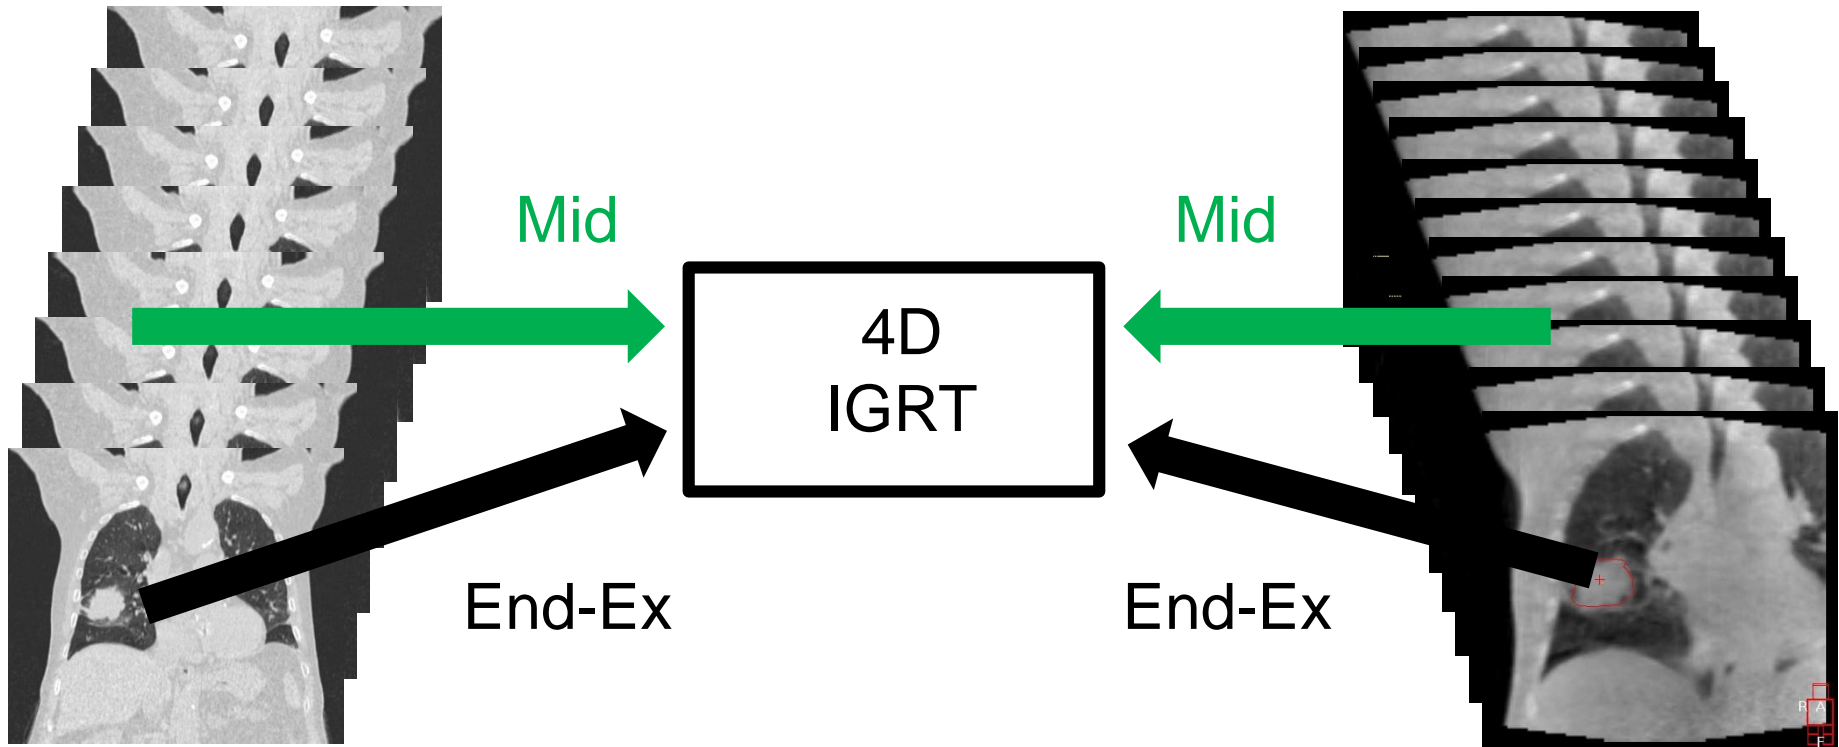 Mid
Mid
4D
IGRT
End-Ex
End-Ex
R A
F